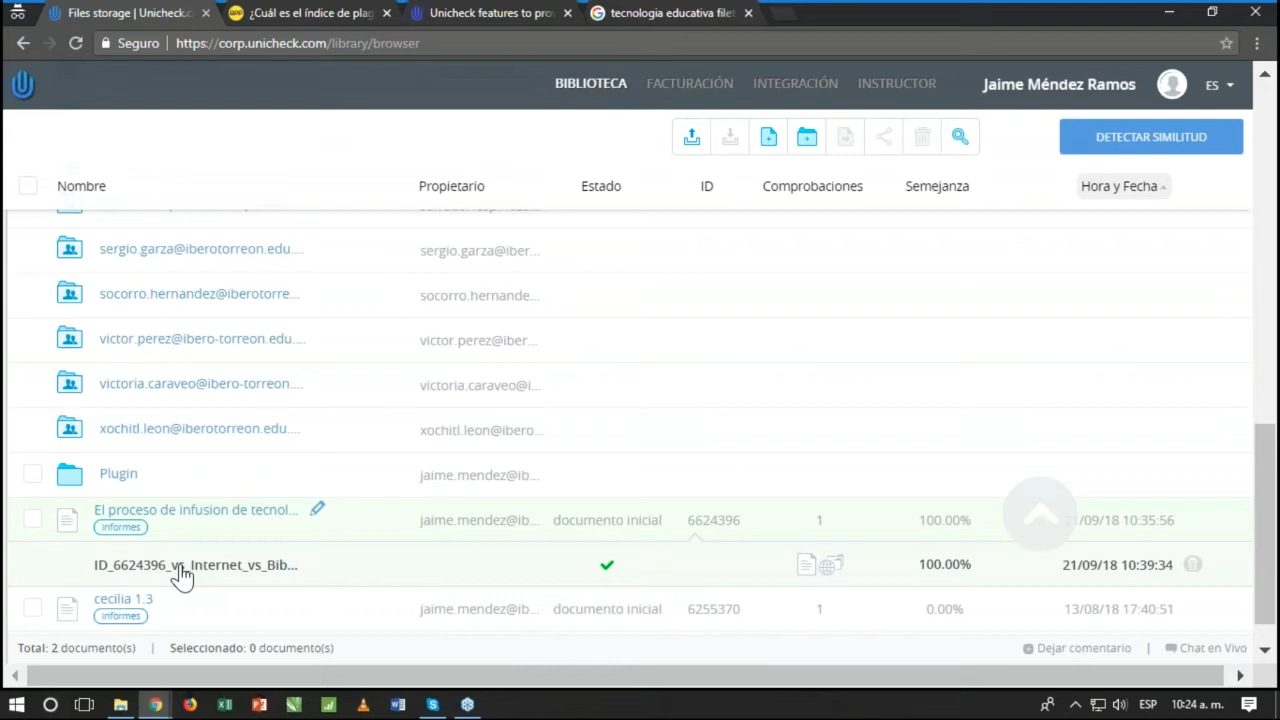 Files storage | Unicheck.c
¿Cuál es el índice de plag
Unicheck features to pro
tecnologia educativa filet
Seguro | https://corp.unicheck.com/library/browser
BIBLIOTECA FACTURACIÓN INTEGRACIÓN INSTRUCTOR Jaime Méndez Ramos ES
DETECTAR SIMILITUD
Nombre Propietario Estado ID Comprobaciones Semejanza Hora y Fecha
sergio.garza@iberotorreon.edu.... sergio.garza@iber...
socorro.hernandez@iberotorre... socorro.hernande...
victor.perez@ibero-torreon.edu.... victor.perez@iber...
victoria.caraveo@ibero-torreon.... victoria.caraveo@i...
xochitl.leon@iberotorreon.edu.... xochitl.leon@ibero...
Plugin jaime.mendez@ib...
El proceso de infusion de tecnol... jaime.mendez@ib... documento inicial 6624396 1 100.00% 21/09/18 10:35:56
informes
ID_6624396_vs_Internet_vs_Bib... 100.00% 21/09/18 10:39:34
cecilia 1.3 jaime.mendez@ib... documento inicial 6255370 1 0.00% 13/08/18 17:40:51
informes
Total: 2 documento(s) | Seleccionado: 0 documento(s) Dejar comentario | Chat en Vivo
ESP 10:24 a. m.